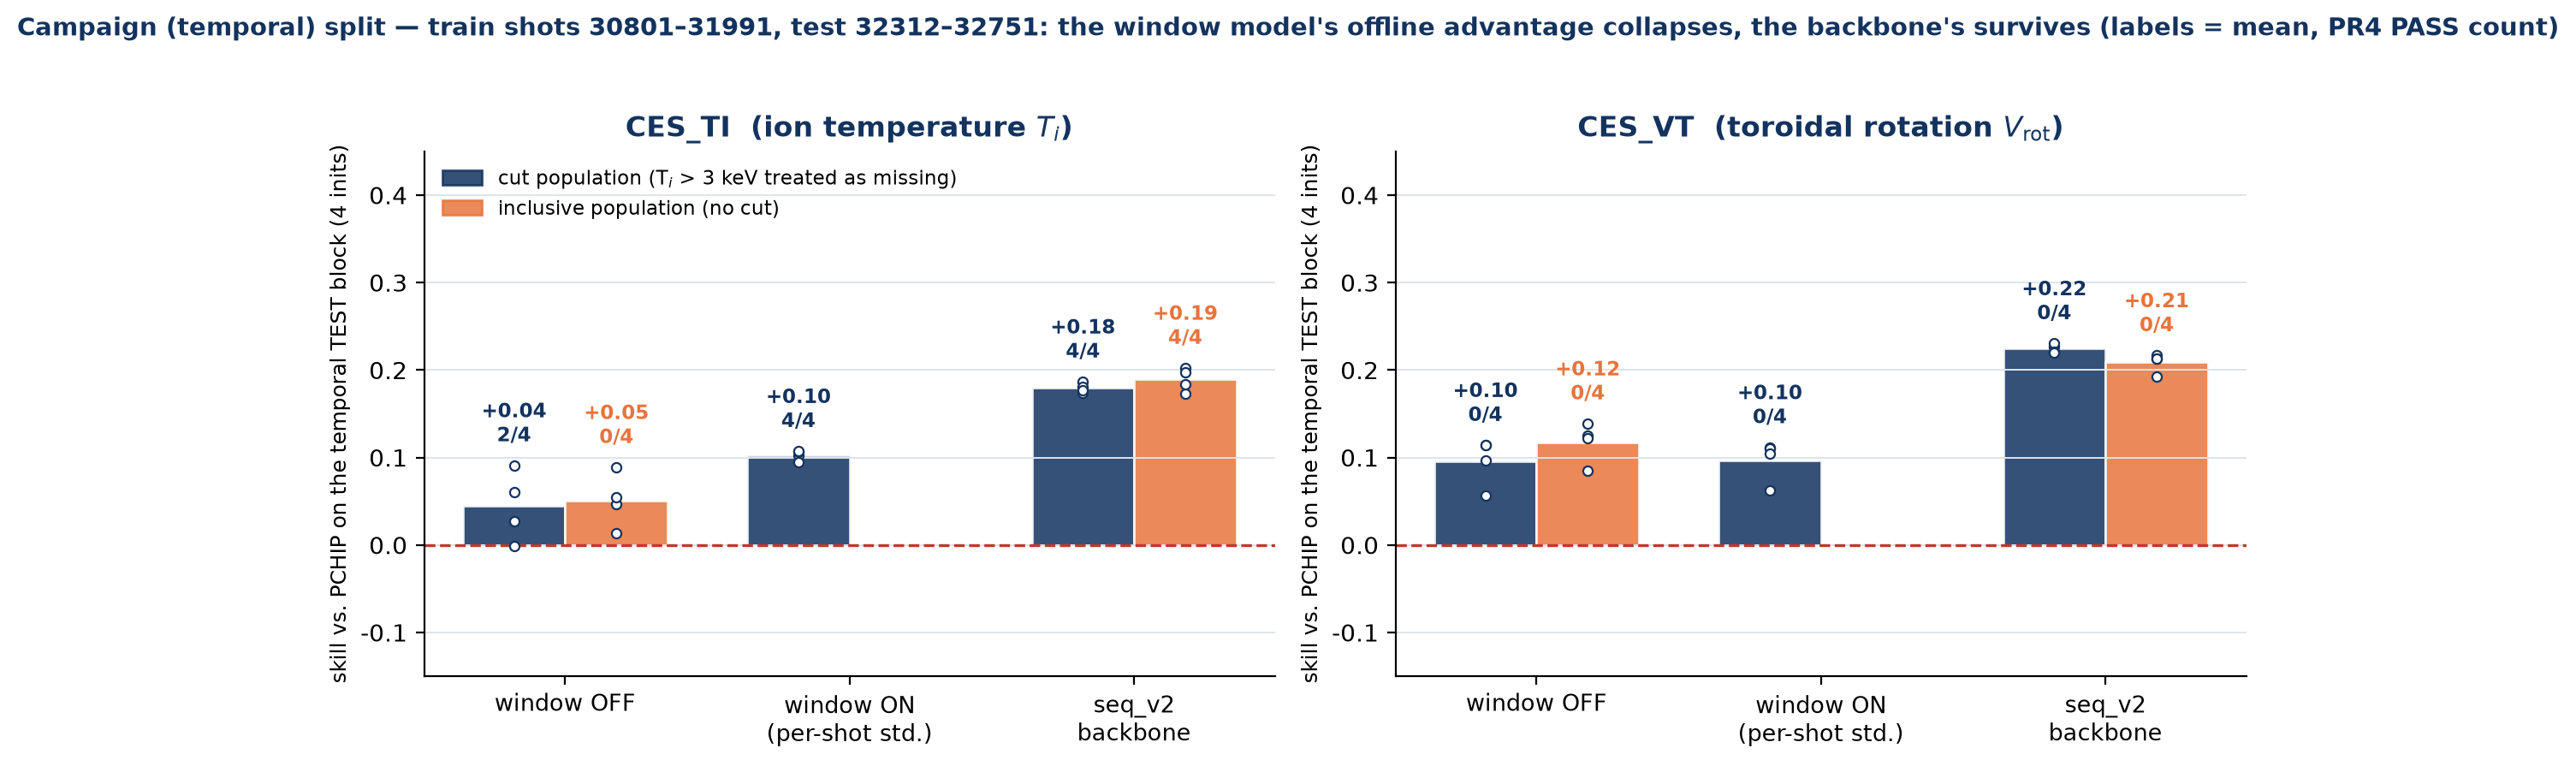 Campaign (temporal) split — train shots 30801–31991, test 32312–32751: the window model's offline advantage collapses, the backbone's survives (labels = mean, PR4 PASS count)
CES_TI (ion temperature Tᵢ)
skill vs. PCHIP on the temporal TEST block (4 inits)
cut population (Tᵢ > 3 keV treated as missing)
inclusive population (no cut)
0.4
0.3
0.2
0.1
0.0
-0.1
+0.04
2/4
+0.05
0/4
+0.10
4/4
+0.18
4/4
+0.19
4/4
window OFF
window ON
(per-shot std.)
seq_v2
backbone
CES_VT (toroidal rotation V_rot)
skill vs. PCHIP on the temporal TEST block (4 inits)
0.4
0.3
0.2
0.1
0.0
-0.1
+0.10
0/4
+0.12
0/4
+0.10
0/4
+0.22
0/4
+0.21
0/4
window OFF
window ON
(per-shot std.)
seq_v2
backbone